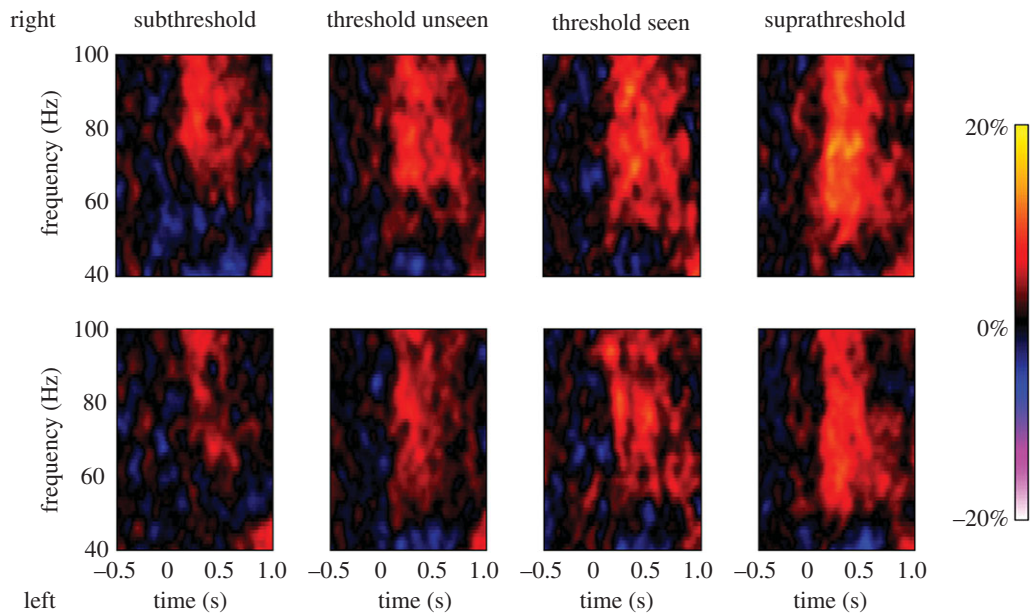 right subthreshold threshold unseen threshold seen suprathreshold
100
80
60
40
frequency (Hz)
20%
0%
–20%
100
80
60
40
frequency (Hz)
–0.5 0 0.5 1.0 –0.5 0 0.5 1.0 –0.5 0 0.5 1.0 –0.5 0 0.5 1.0
left time (s) time (s) time (s) time (s)